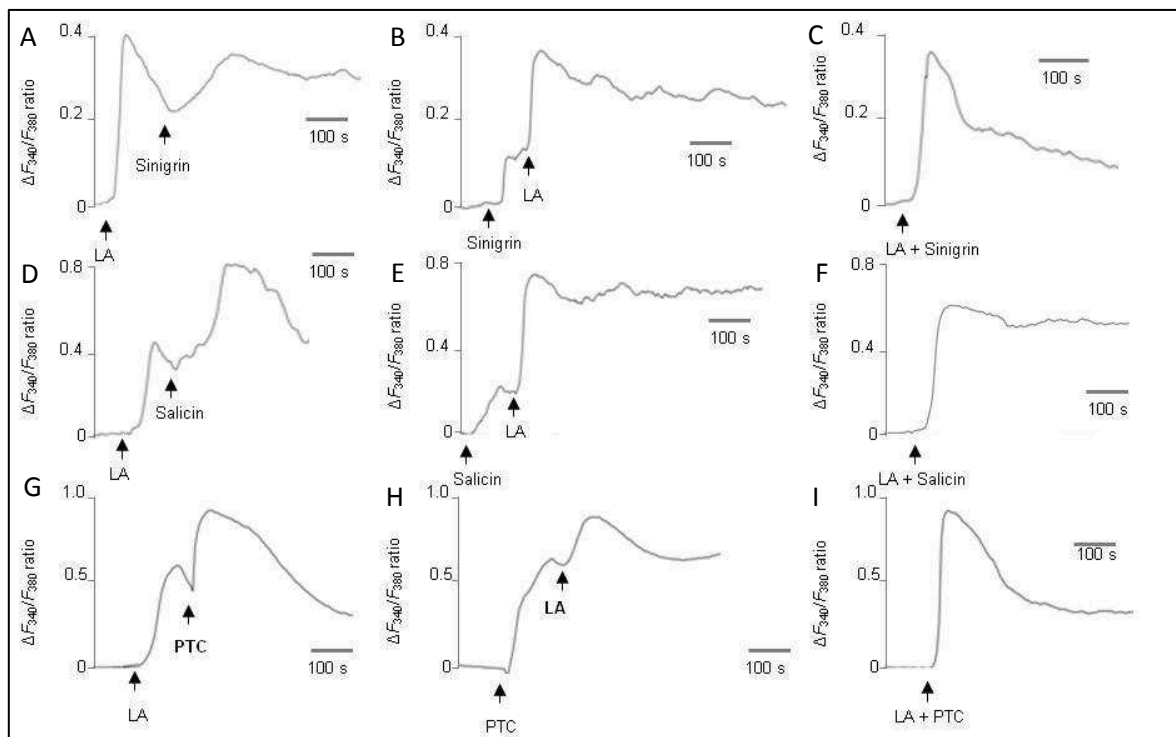 A
ΔF340/F380 ratio
0.4
0.2
0
LA
Sinigrin
100 s
B
ΔF340/F380 ratio
0.4
0.2
0
Sinigrin
LA
100 s
C
ΔF340/F380 ratio
0.4
0.2
0
LA + Sinigrin
100 s
D
ΔF340/F380 ratio
0.8
0.4
0
LA
Salicin
100 s
E
ΔF340/F380 ratio
0.8
0.4
0
Salicin
LA
100 s
F
ΔF340/F380 ratio
0.8
0.4
0
LA + Salicin
100 s
G
ΔF340/F380 ratio
1.0
0.5
0
LA
PTC
100 s
H
ΔF340/F380 ratio
1.0
0.5
0
PTC
LA
100 s
I
ΔF340/F380 ratio
1.0
0.5
0
LA + PTC
100 s